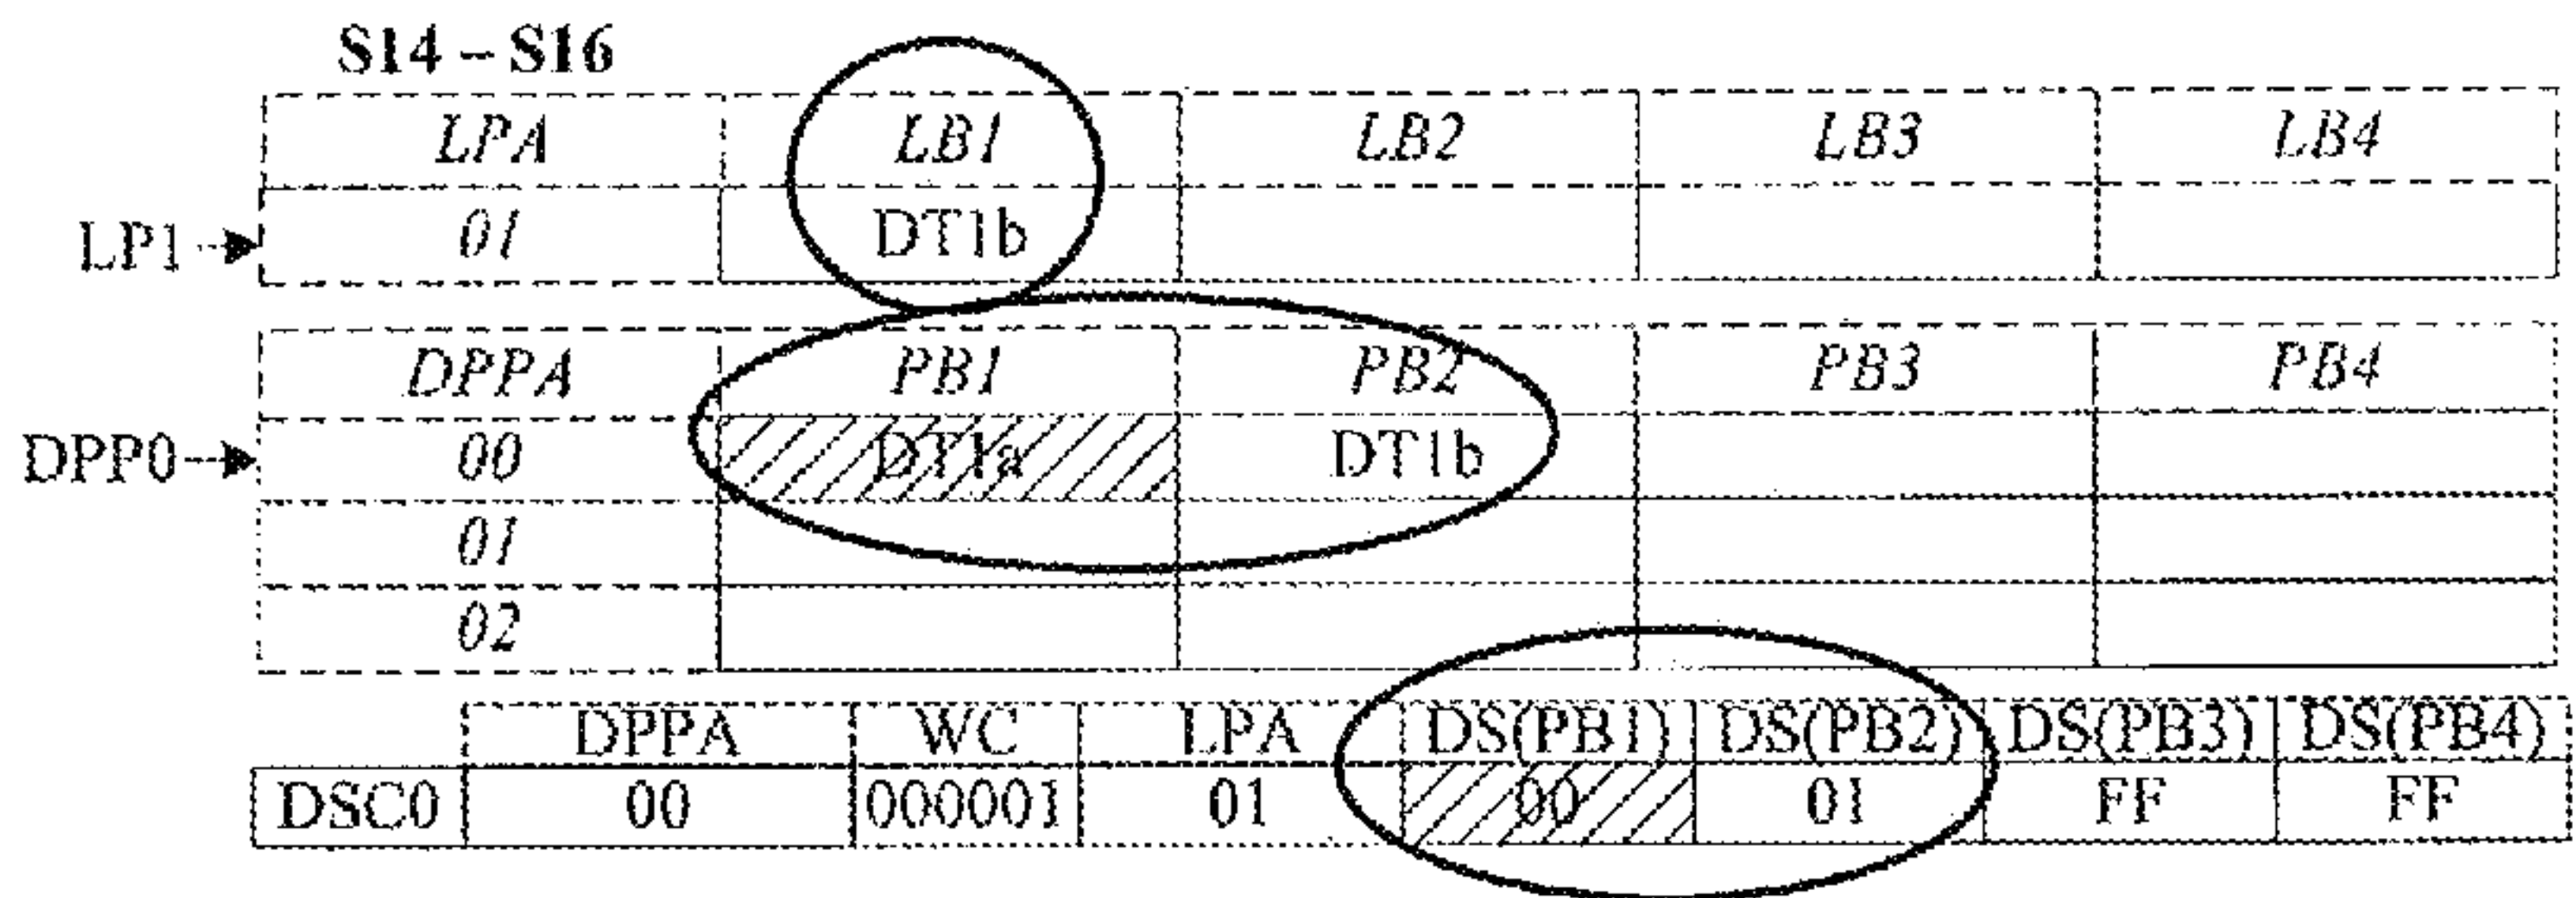 S14 – S16
LPA LB1 LB2 LB3 LB4
LP1 01 DT1b
DPPA PB1 PB2 PB3 PB4
DPP0 00 DT1a DT1b
01
02
DPPA WC LPA DS(PB1) DS(PB2) DS(PB3) DS(PB4)
DSC0 00 000001 01 00 01 FF FF